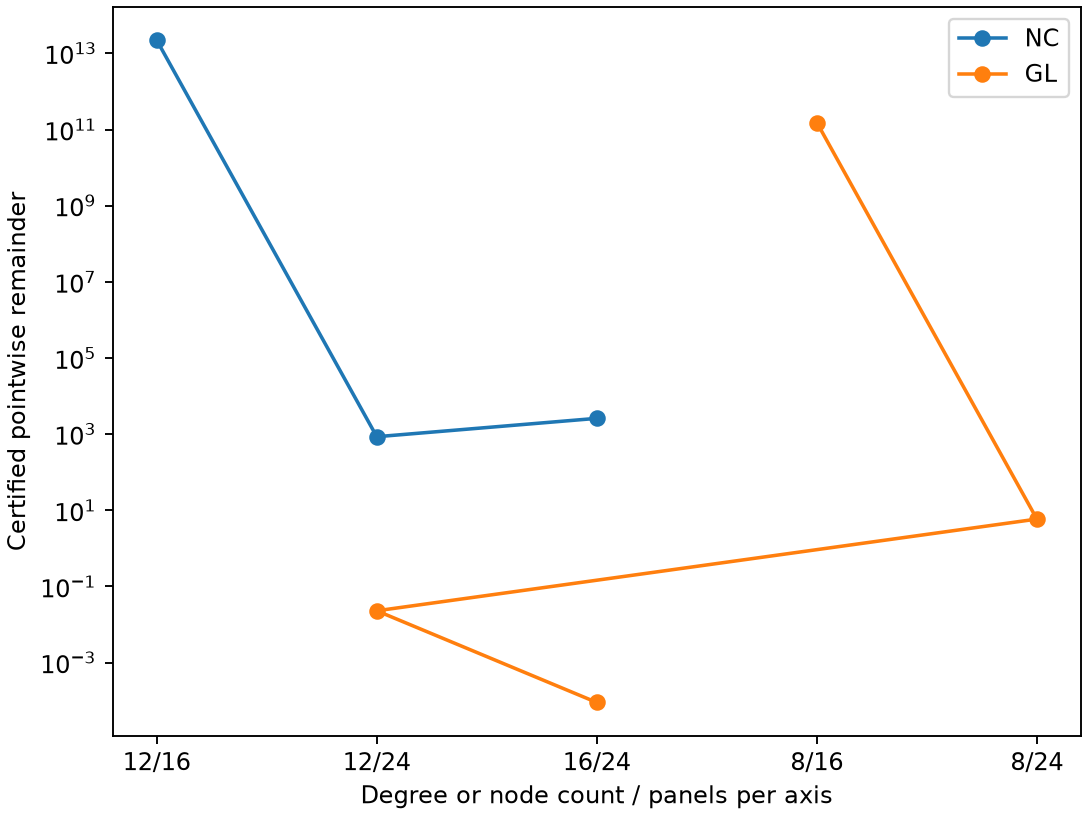 NC
GL
10^13
10^11
10^9
10^7
10^5
10^3
10^1
10^−1
10^−3
Certified pointwise remainder
12/16 12/24 16/24 8/16 8/24
Degree or node count / panels per axis